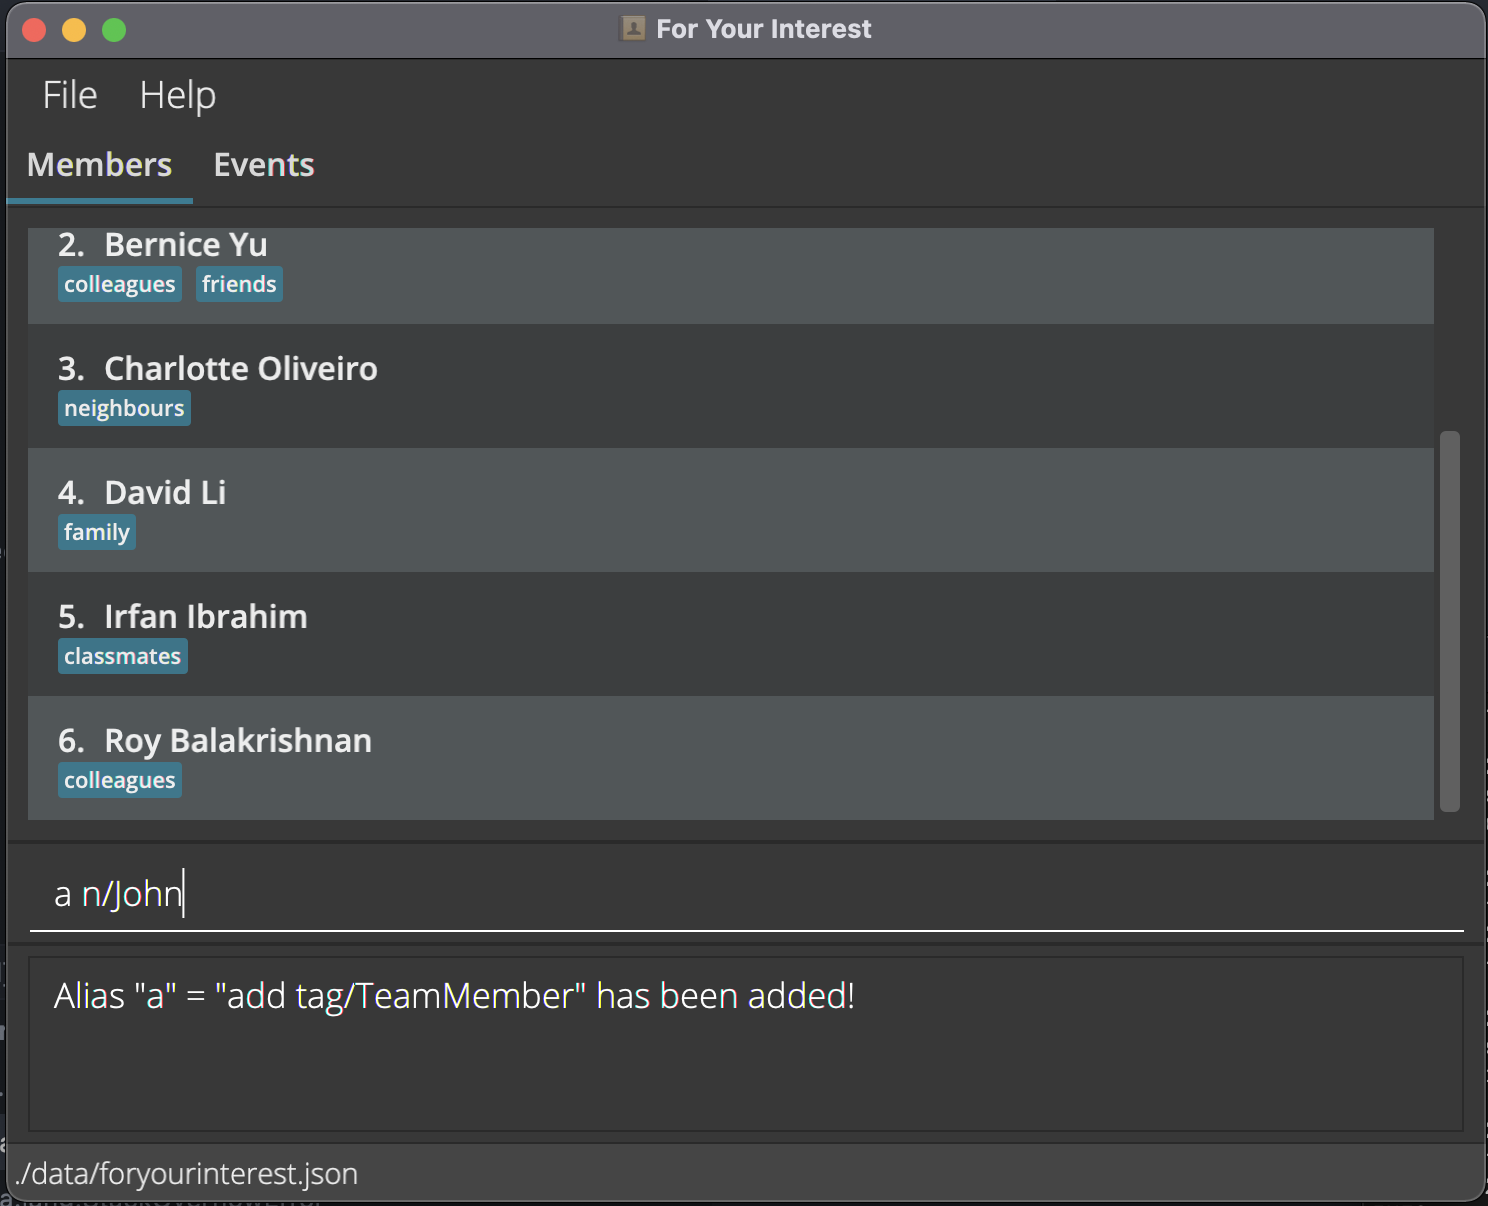 For Your Interest
File Help
Members Events
2. Bernice Yu
colleagues friends
3. Charlotte Oliveiro
neighbours
4. David Li
family
5. Irfan Ibrahim
classmates
6. Roy Balakrishnan
colleagues
a n/John
Alias "a" = "add tag/TeamMember" has been added!
./data/foryourinterest.json